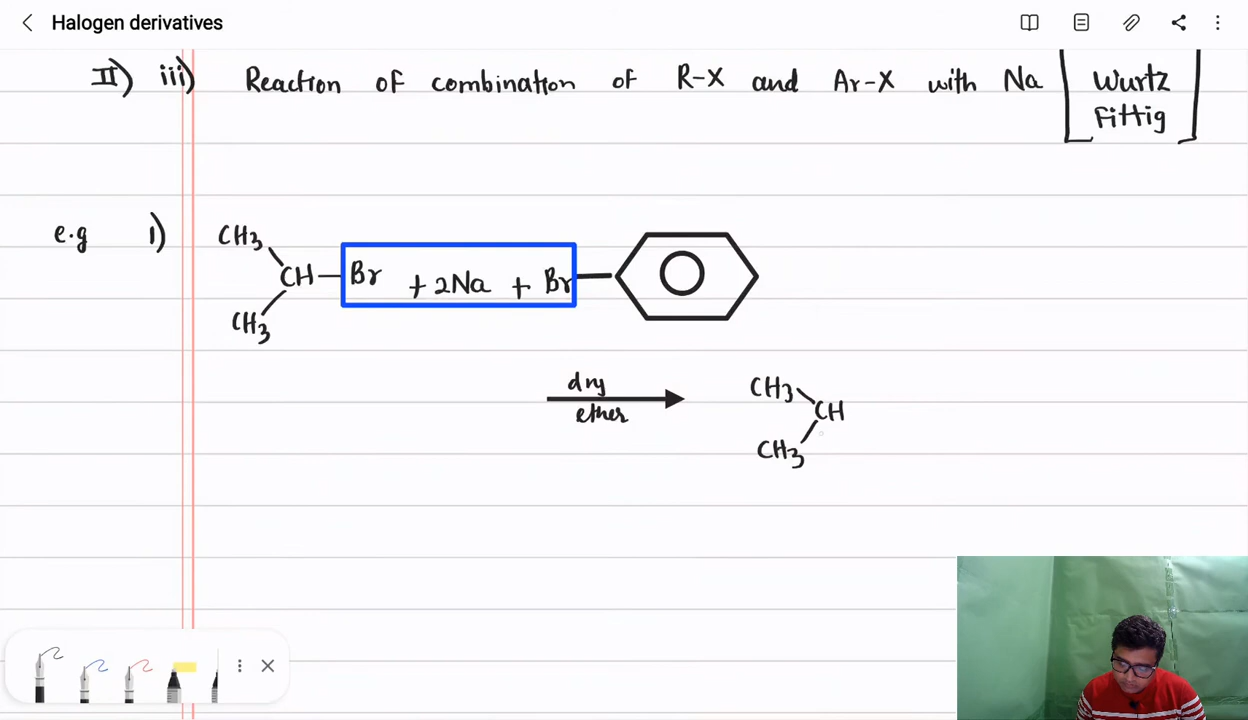 Halogen derivatives
II) iii) Reaction of combination of R-X and Ar-X with Na [Wurtz
Fittig]
e.g 1) CH3
CH-Br + 2Na + Br
CH3
dry
ether
CH3
CH
CH3